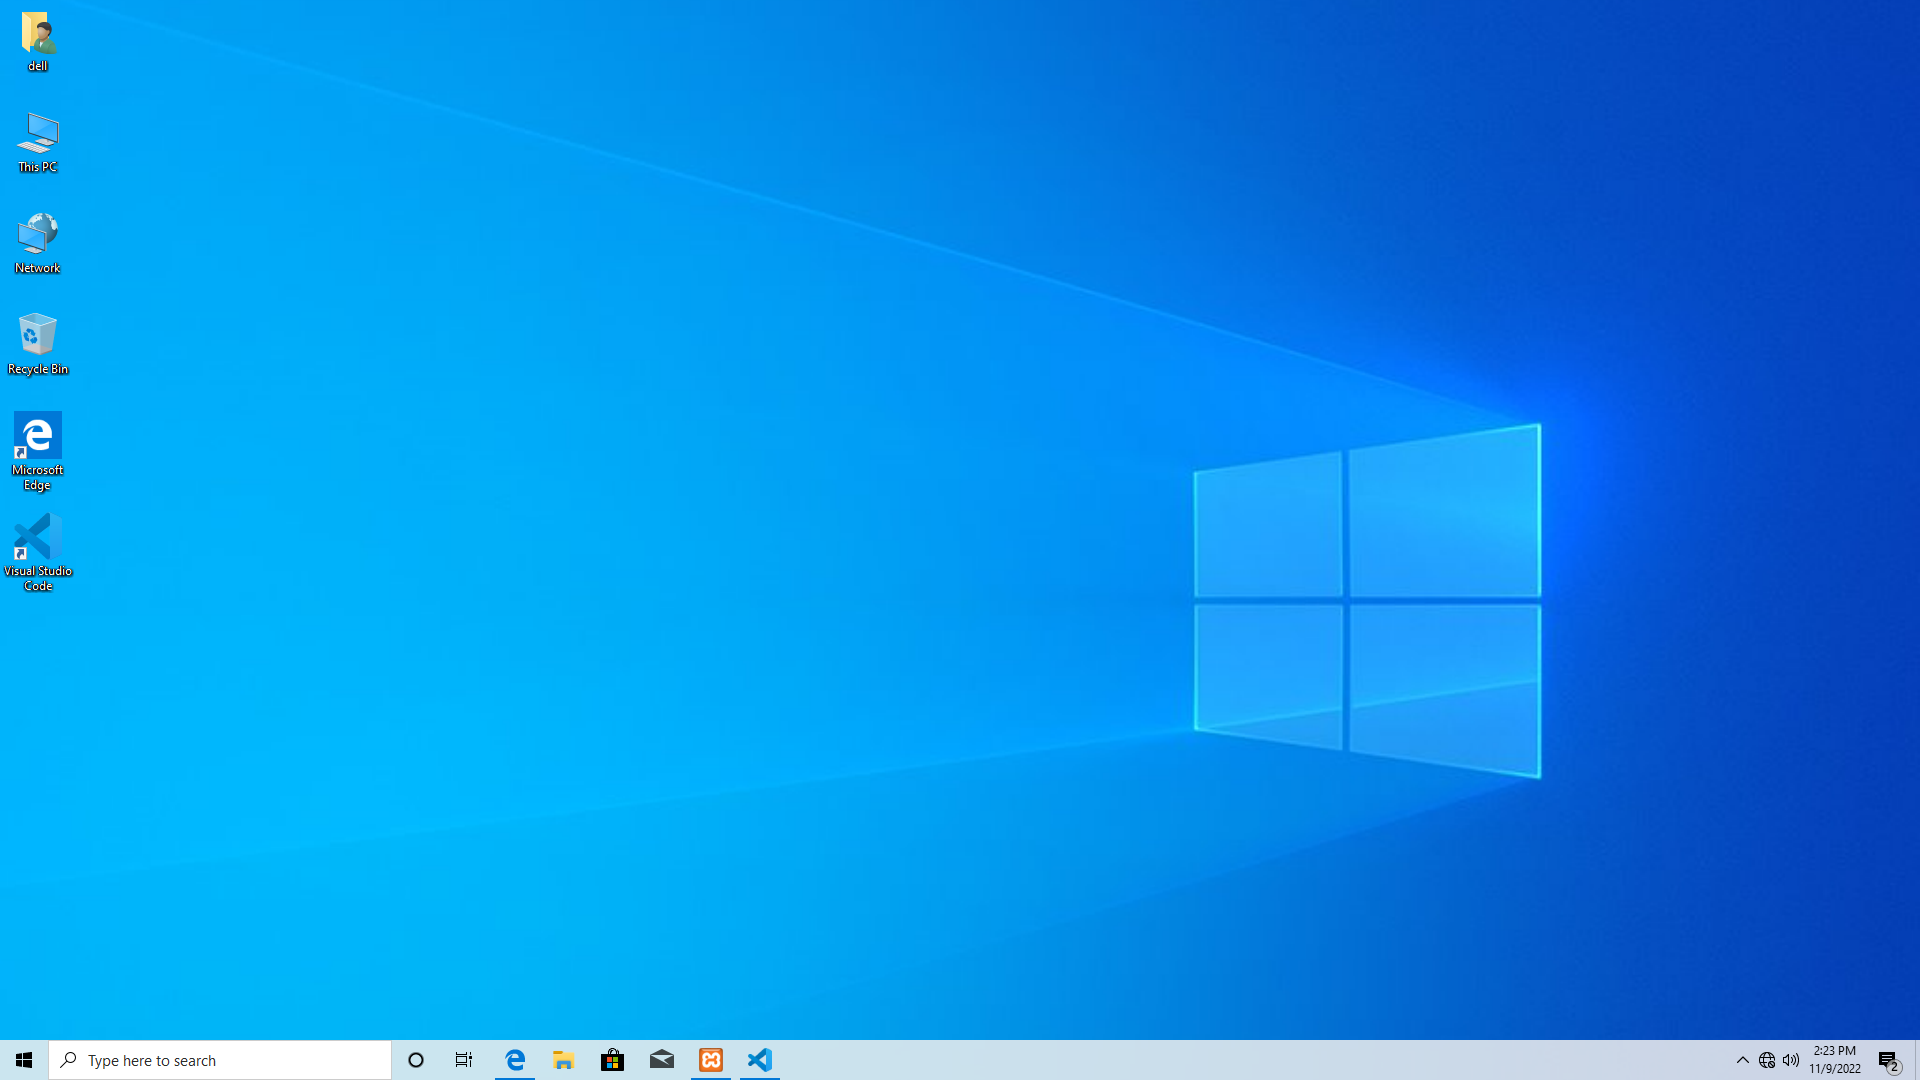 dell
This PC
Network
Recycle Bin
Microsoft
Edge
Visual Studio
Code
Type here to search
2:23 PM
11/9/2022
2